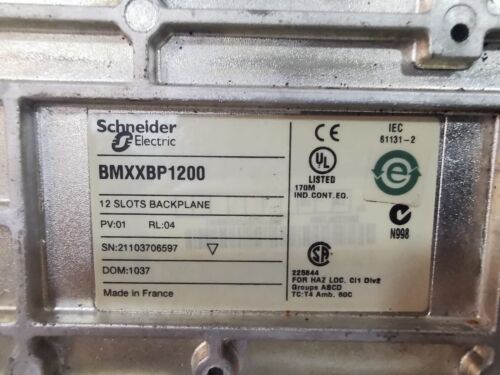 Schneider
Electric
BMXXBP1200
12 SLOTS BACKPLANE
PV:01 RL:04
SN:21103706597
DOM:1037
Made in France
CE
UL
LISTED
170M
IND.CONT.EQ.
IEC
61131-2
e
N998
SA
225844
FOR HAZ LOC. Cl1 Div2
Groups ABCD
TC:T4 Amb. 60C